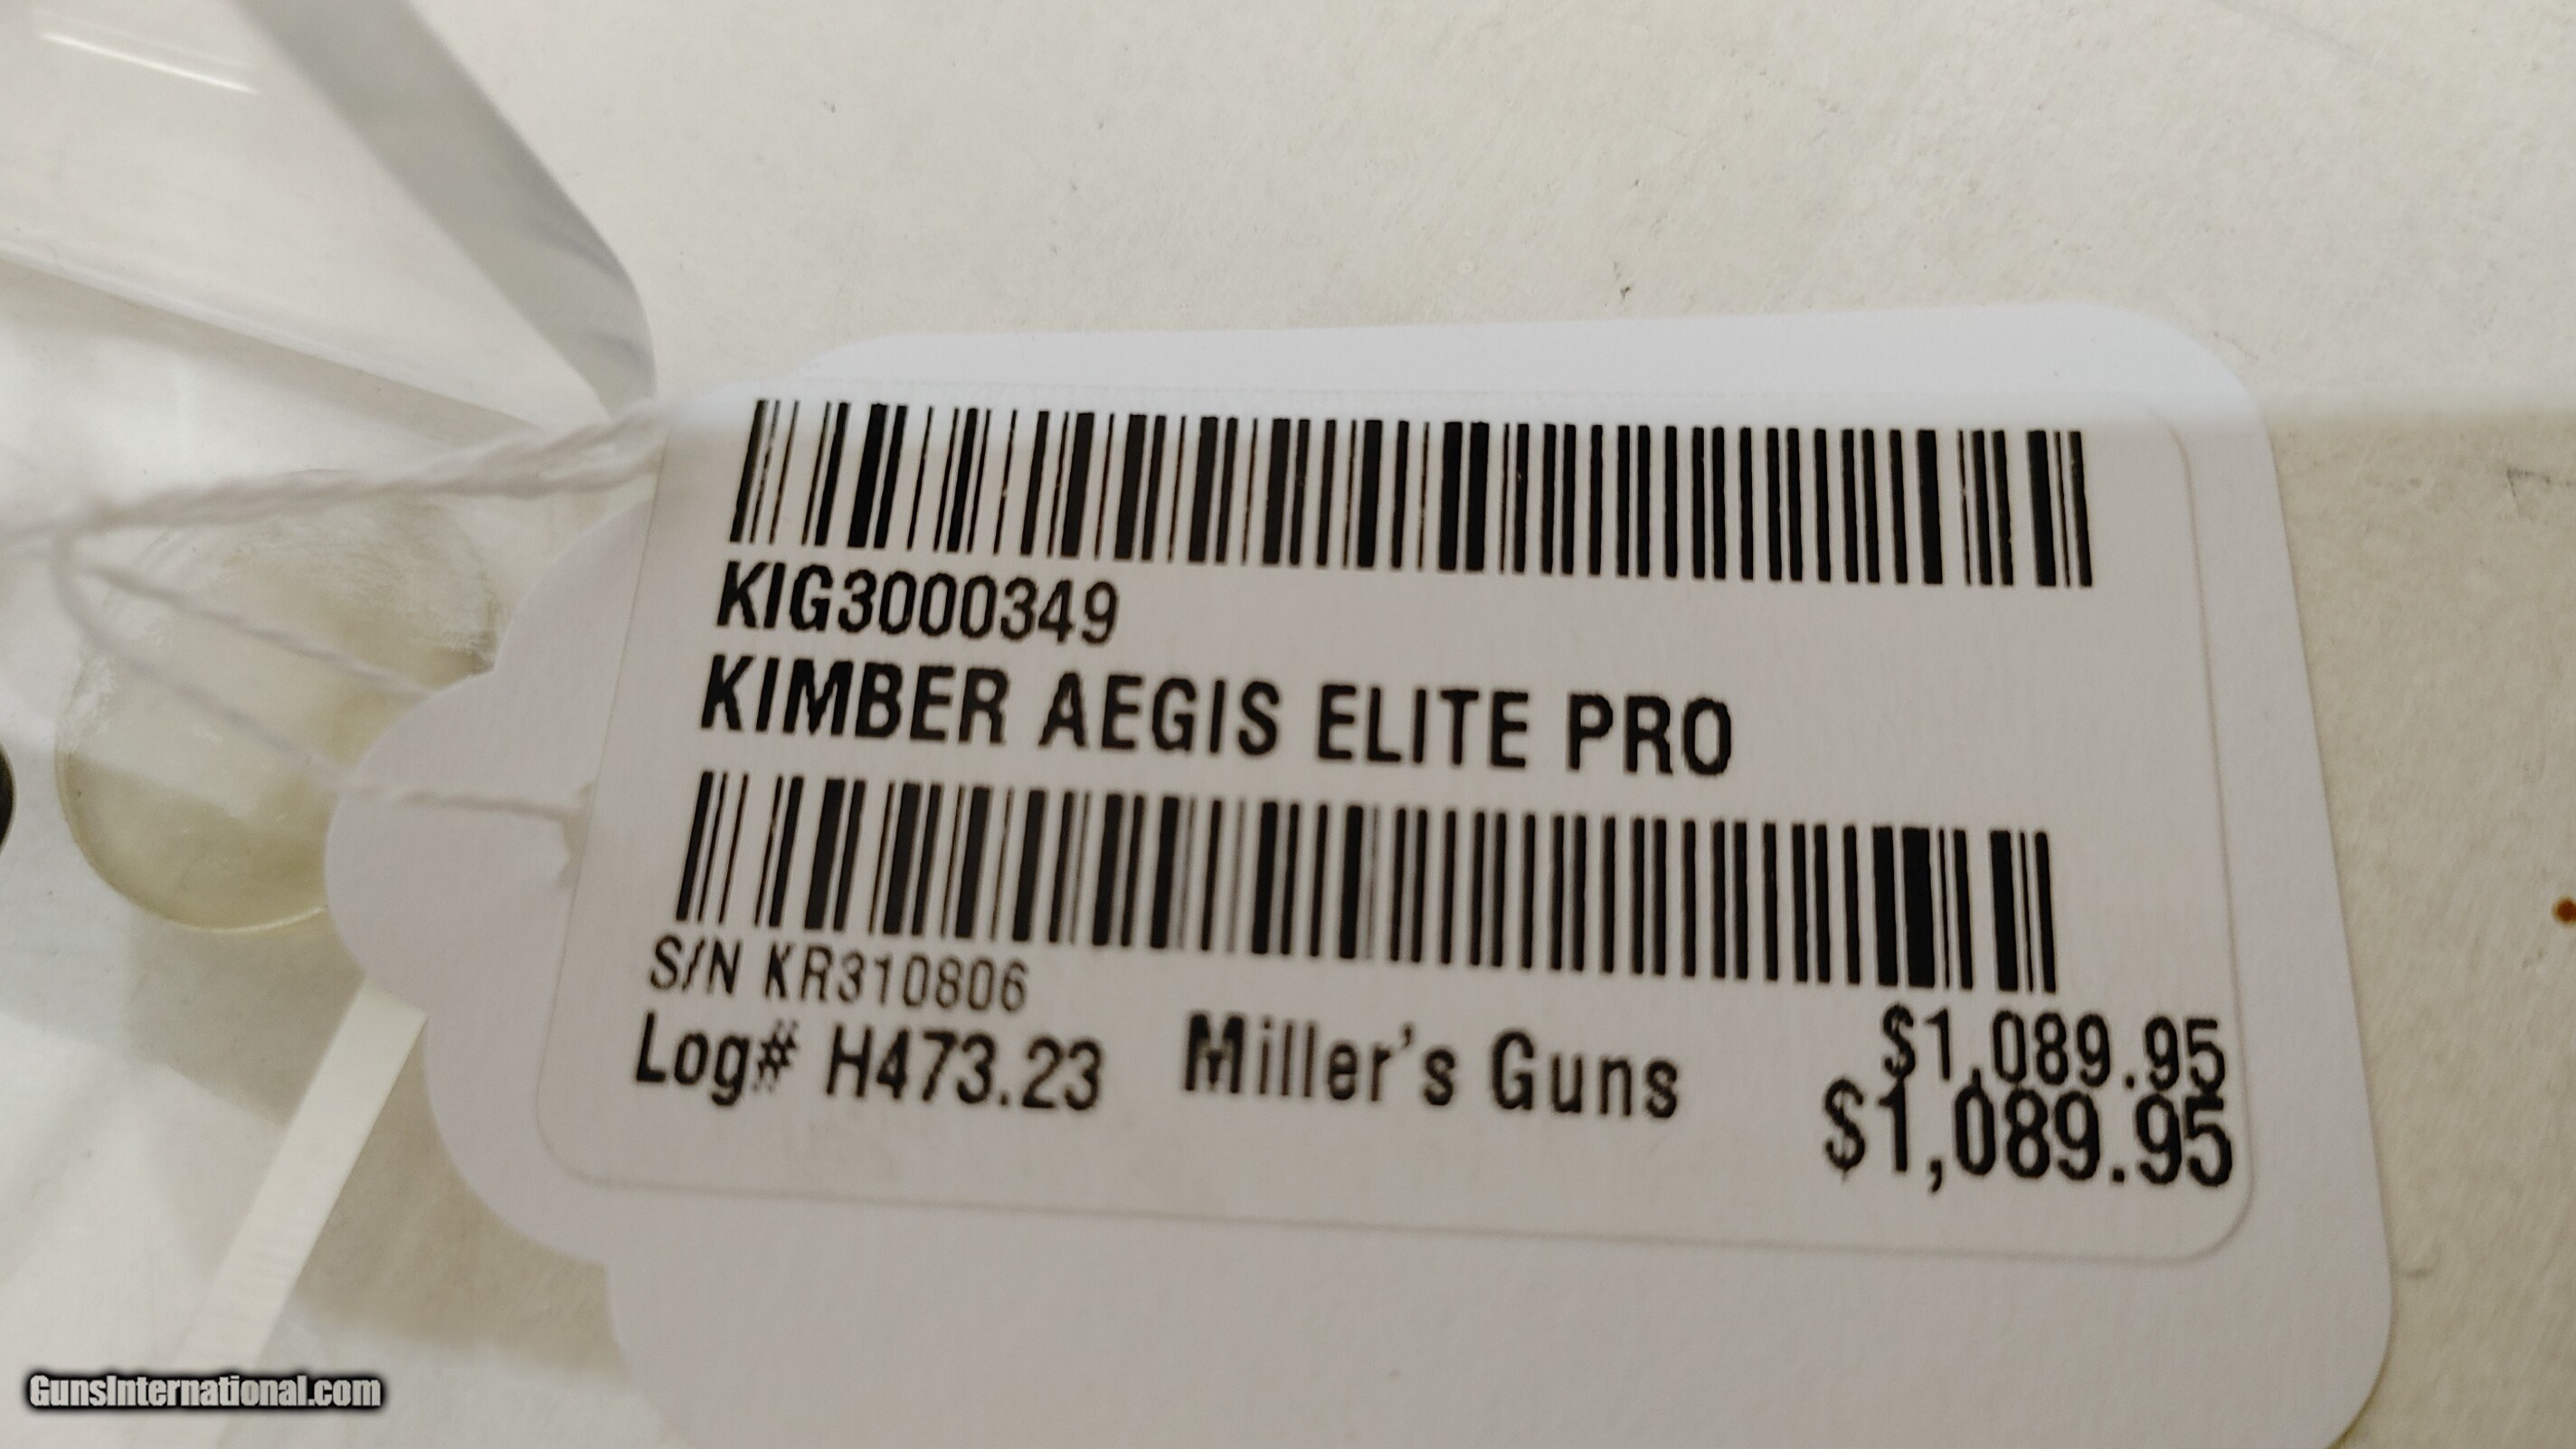 KIG3000349
KIMBER AEGIS ELITE PRO
S/N KR310806
Log# H473.23 Miller's Guns $1,089.95
$1,089.95
GunsInternational.com